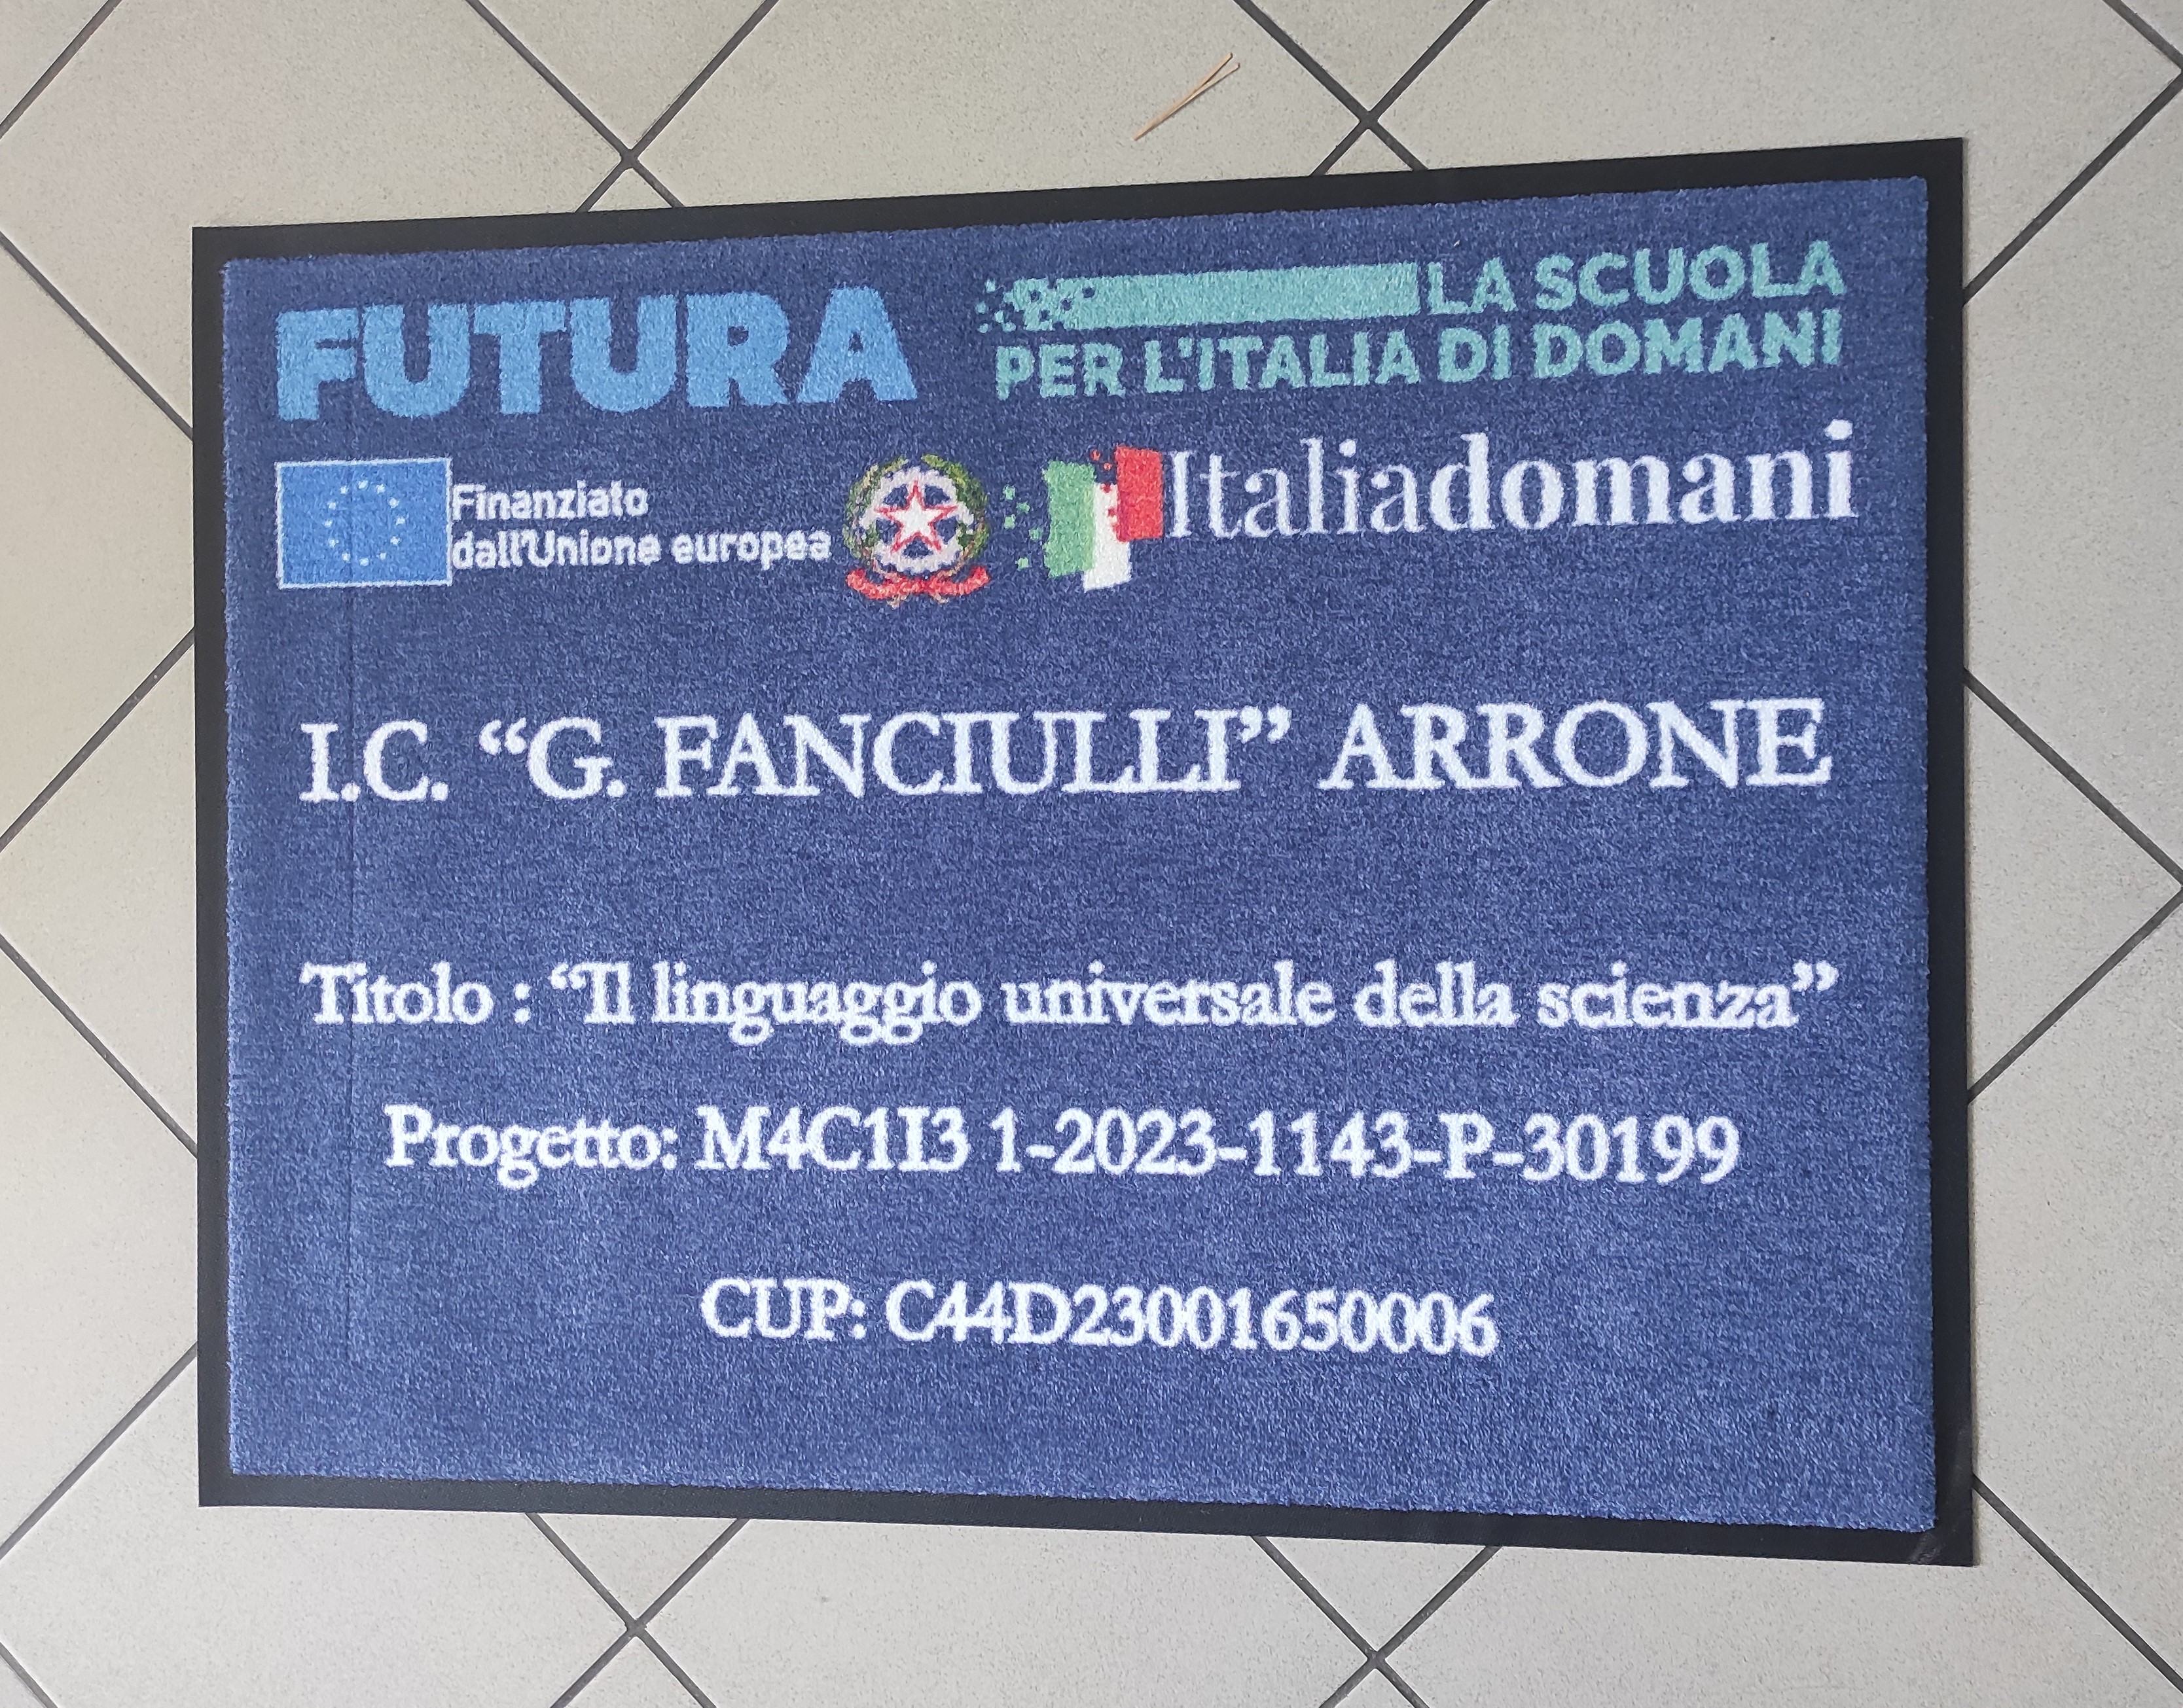 FUTURA
LA SCUOLA
PER L'ITALIA DI DOMANI
Finanziato
dall'Unione europea
Italiadomani
I.C. “G. FANCIULLI” ARRONE
Titolo : “Il linguaggio universale della scienza”
Progetto: M4C1I3 1-2023-1143-P-30199
CUP: C44D23001650006